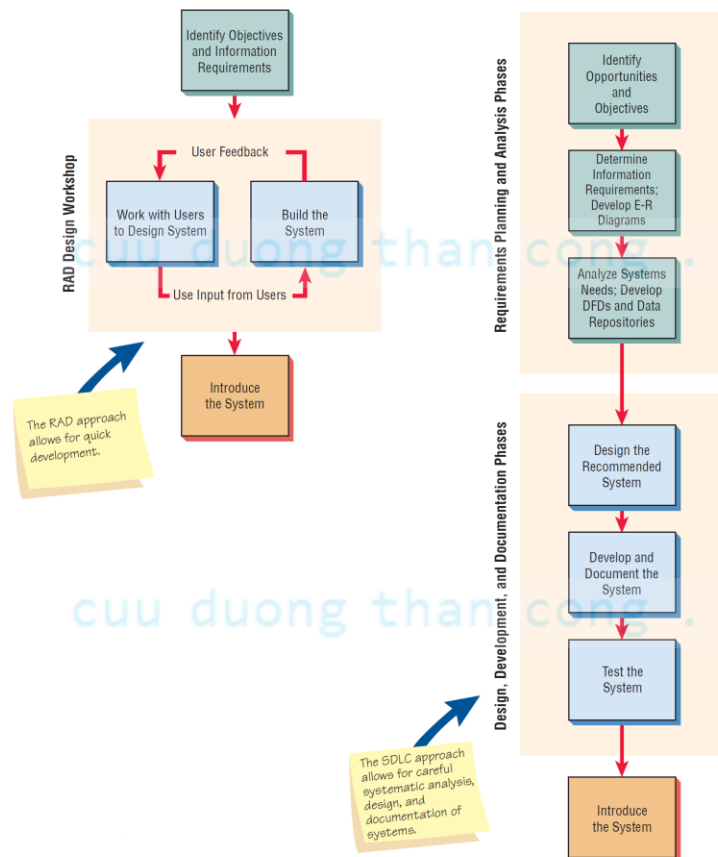 Identify Objectives
and Information
Requirements
RAD Design Workshop
User Feedback
Work with Users
to Design System
Build the
System
Use Input from Users
Introduce
the System
The RAD approach
allows for quick
development.
Requirements Planning and Analysis Phases
Identify
Opportunities
and
Objectives
Determine
Information
Requirements;
Develop E-R
Diagrams
Analyze Systems
Needs; Develop
DFDs and Data
Repositories
cuu duong than cong .
Design, Development, and Documentation Phases
Design the
Recommended
System
Develop and
Document the
System
cuu duong than cong .
Test the
System
The SDLC approach
allows for careful
systematic analysis,
design, and
documentation of
systems.
Introduce
the System